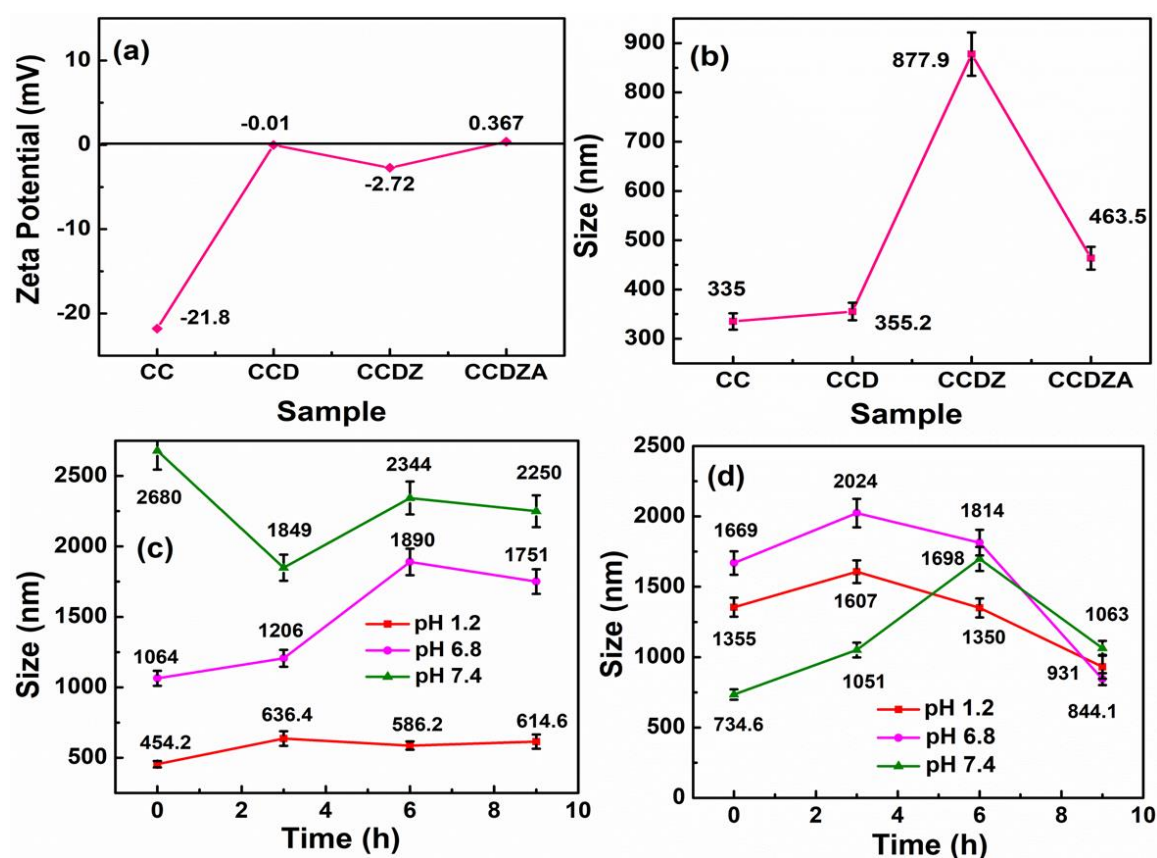 (a)
Zeta Potential (mV)
10
0
-10
-20
-21.8
-0.01
-2.72
0.367
CC CCD CCDZ CCDZA
Sample
(b)
Size (nm)
900
800
700
600
500
400
300
335
355.2
877.9
463.5
CC CCD CCDZ CCDZA
Sample
(c)
Size (nm)
2500
2000
1500
1000
500
2680
1849
2344
2250
1064
1206
1890
1751
454.2
636.4
586.2
614.6
pH 1.2
pH 6.8
pH 7.4
0 2 4 6 8 10
Time (h)
(d)
Size (nm)
2500
2000
1500
1000
500
0
1669
2024
1814
1698
1355
1607
1350
1063
734.6
1051
931
844.1
pH 1.2
pH 6.8
pH 7.4
0 2 4 6 8 10
Time (h)